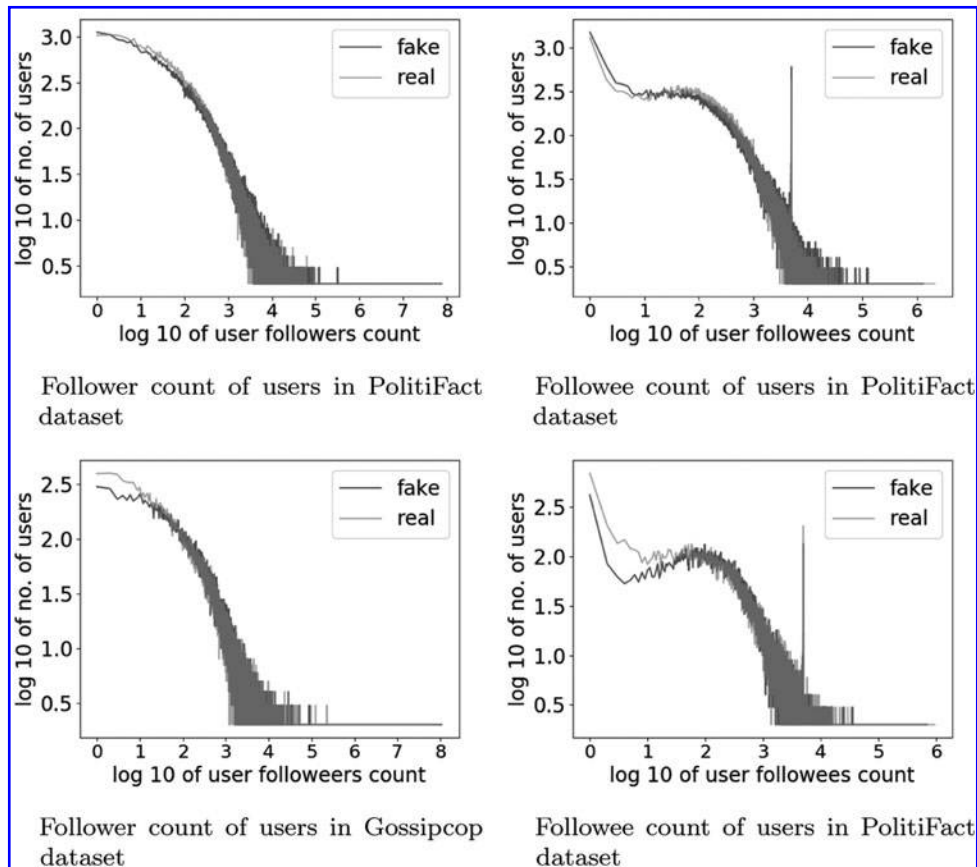 log 10 of no. of users
3.0
2.5
2.0
1.5
1.0
0.5
fake
real
0 1 2 3 4 5 6 7 8
log 10 of user followers count
Follower count of users in PolitiFact
dataset
log 10 of no. of users
3.0
2.5
2.0
1.5
1.0
0.5
fake
real
0 1 2 3 4 5 6
log 10 of user followees count
Followee count of users in PolitiFact
dataset
log 10 of no. of users
2.5
2.0
1.5
1.0
0.5
fake
real
0 1 2 3 4 5 6 7 8
log 10 of user followeers count
Follower count of users in Gossipcop
dataset
log 10 of no. of users
2.5
2.0
1.5
1.0
0.5
fake
real
0 1 2 3 4 5 6
log 10 of user followees count
Followee count of users in PolitiFact
dataset